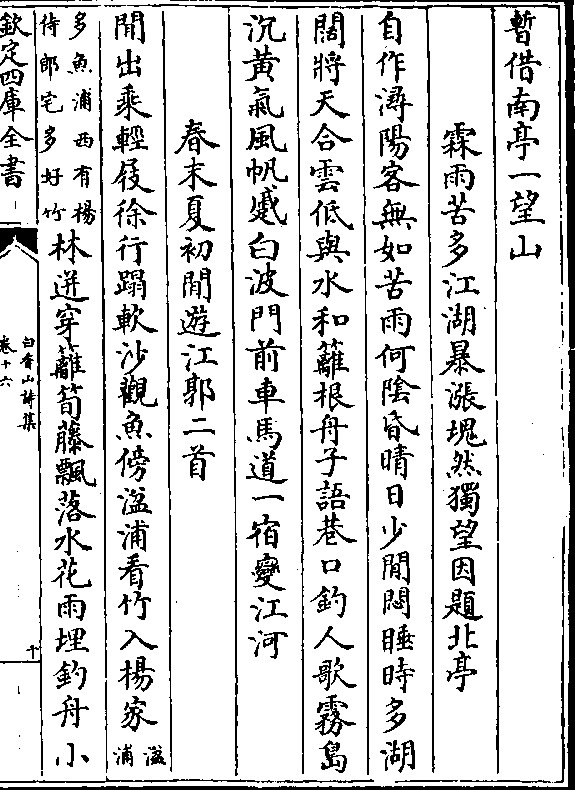 暫借南亭一望山
霖雨苦多江湖暴漲塊然獨望因題北亭
自作潯陽客無如苦雨何陰昏晴日少閒悶睡時多湖
闊將天合雲低與水和籬根舟子語巷口釣人歌霧島
沉黄氣風帆蹙白波門前車馬道一宿變江河
春末夏初閒遊江郭二首
閒出乘輕屐徐行蹋軟沙觀魚傍湓浦看竹入楊家湓浦
多魚浦西有楊侍郎宅多好竹林迸穿籬筍藤飄落水花雨埋釣舟小
欽定四庫全書
白香山詩集
卷十六
十